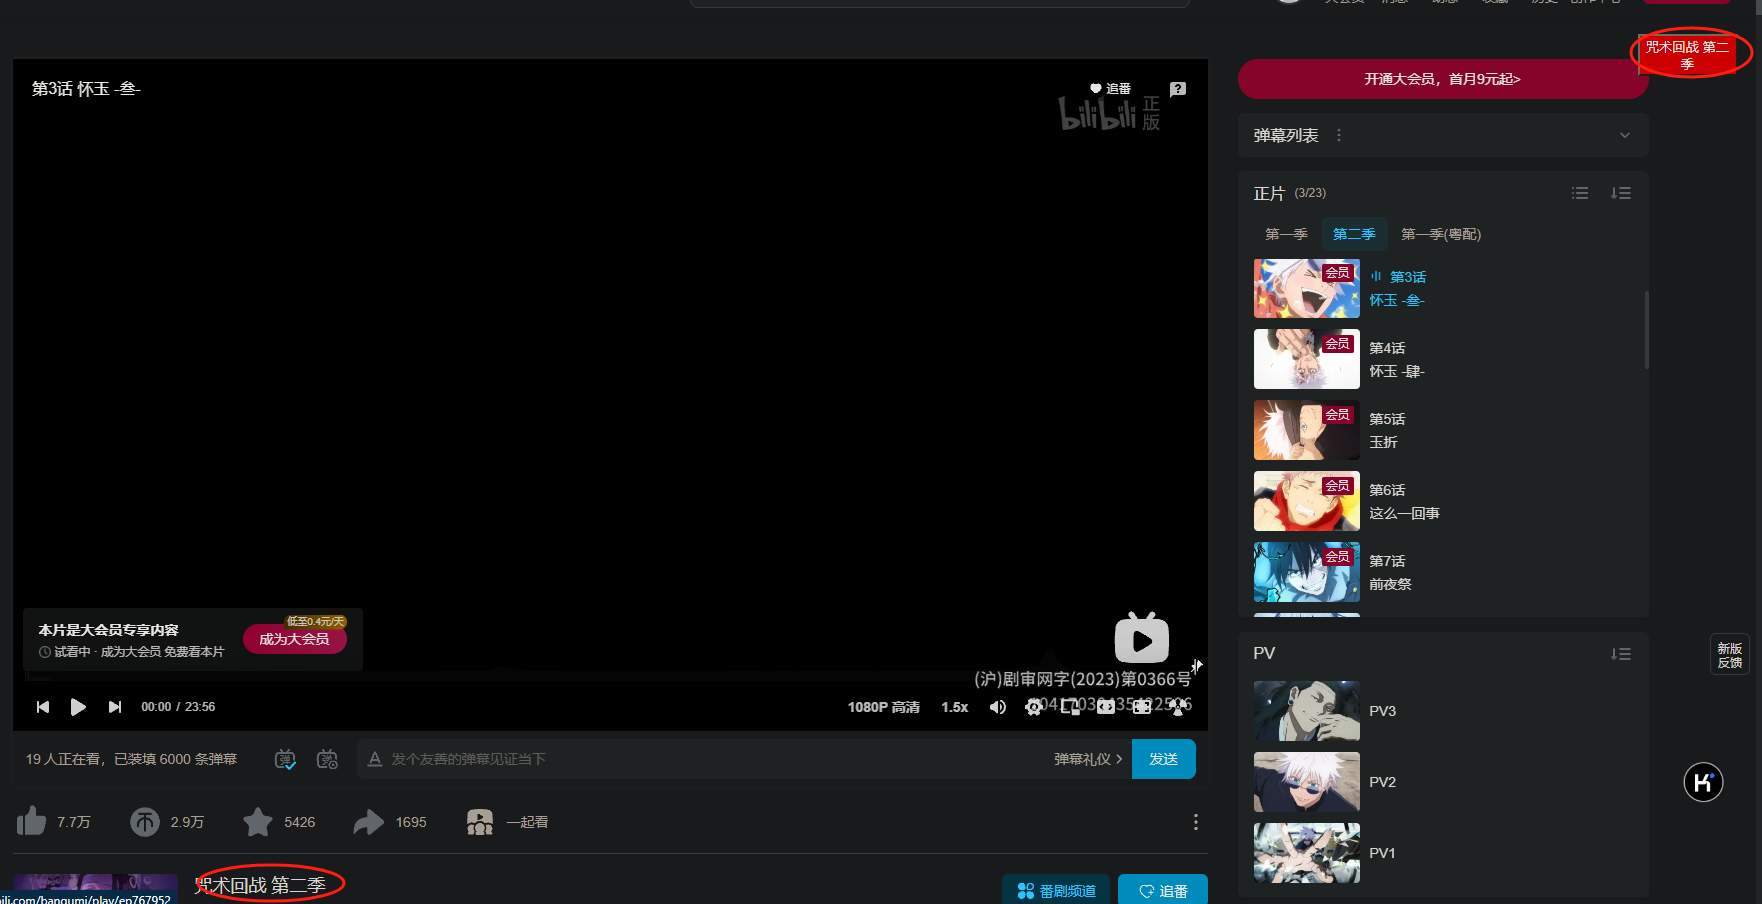 咒术回战 第二
季
第3话 怀玉 -叁-
追番
bilibili 正版
开通大会员，首月9元起>
弹幕列表
正片 (3/23)
第一季 第二季 第一季(粤配)
会员
第3话
怀玉 -叁-
会员
第4话
怀玉 -肆-
会员
第5话
玉折
会员
第6话
这么一回事
会员
第7话
前夜祭
低至0.4元/天
本片是大会员专享内容
成为大会员
试看中 · 成为大会员 免费看本片
(沪)剧审网字(2023)第0366号
00:00 / 23:56
1080P 高清 1.5x
PV
PV3
PV2
PV1
新版
反馈
19 人正在看，已装填 6000 条弹幕
弹
弹
A 发个友善的弹幕见证当下
弹幕礼仪 >
发送
7.7万
2.9万
5426
1695
一起看
K
咒术回战 第二季
番剧频道
追番
ili.com/bangumi/play/ep767952